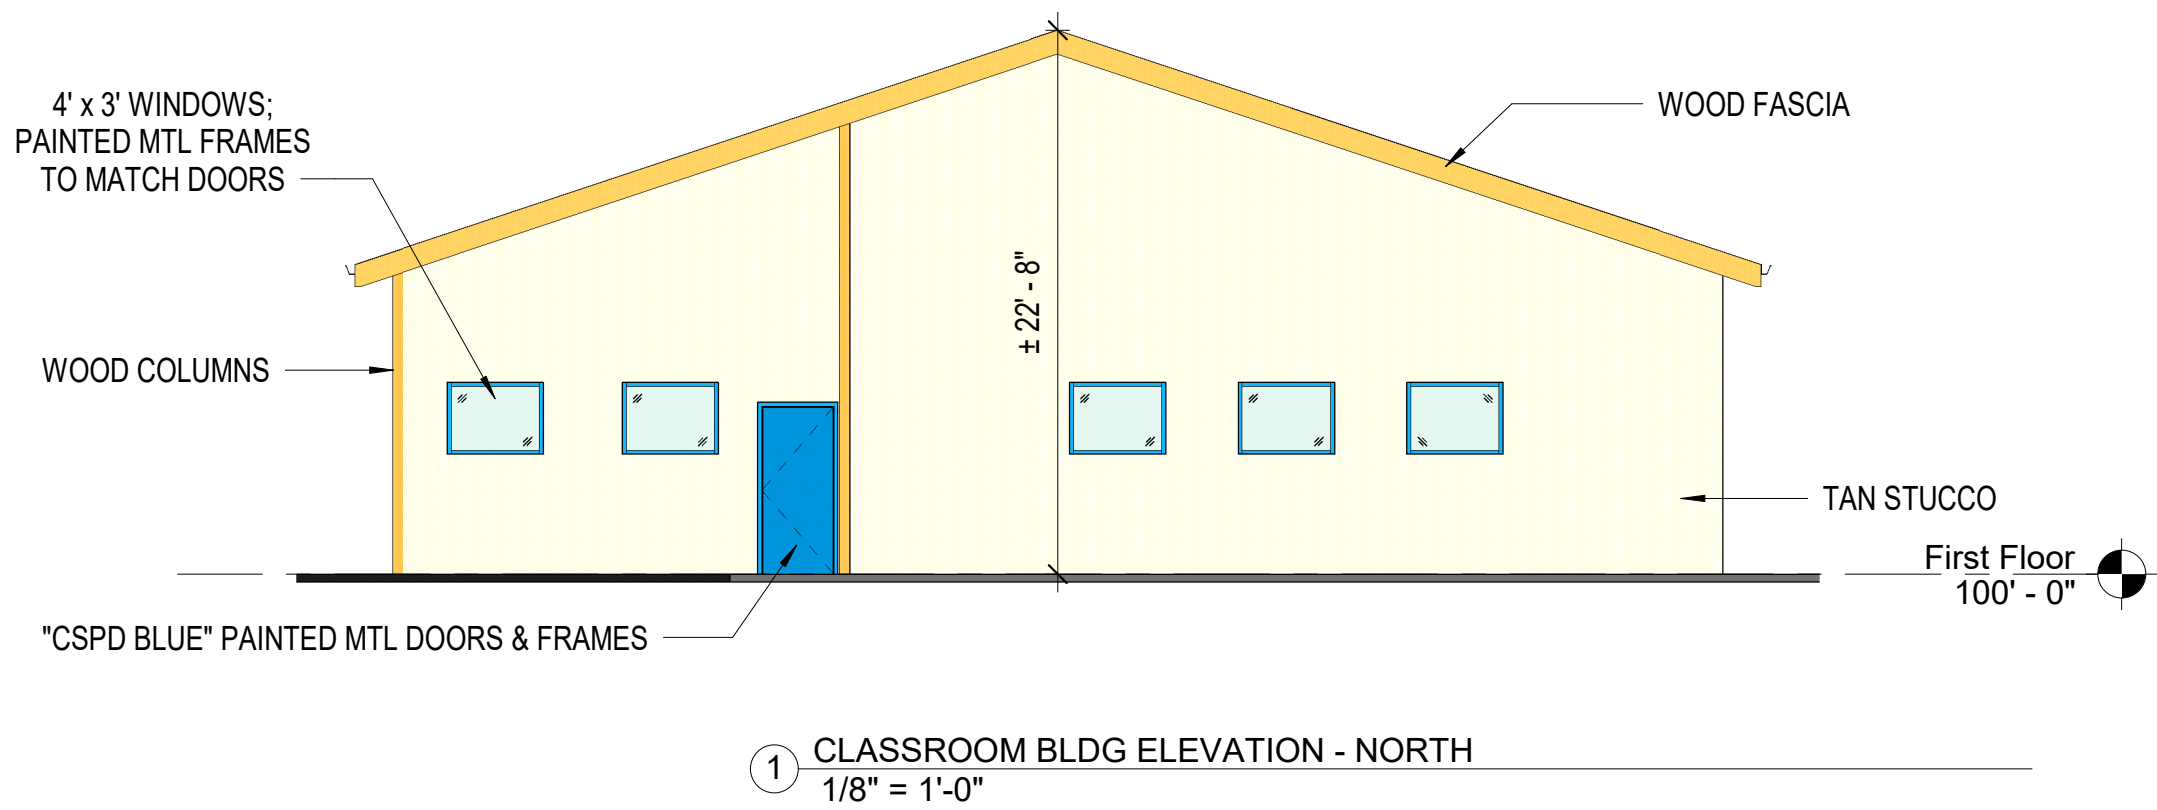 4' x 3' WINDOWS;
PAINTED MTL FRAMES
TO MATCH DOORS
WOOD FASCIA
± 22' - 8"
WOOD COLUMNS
TAN STUCCO
First Floor
100' - 0"
"CSPD BLUE" PAINTED MTL DOORS & FRAMES
1
CLASSROOM BLDG ELEVATION - NORTH
1/8" = 1'-0"